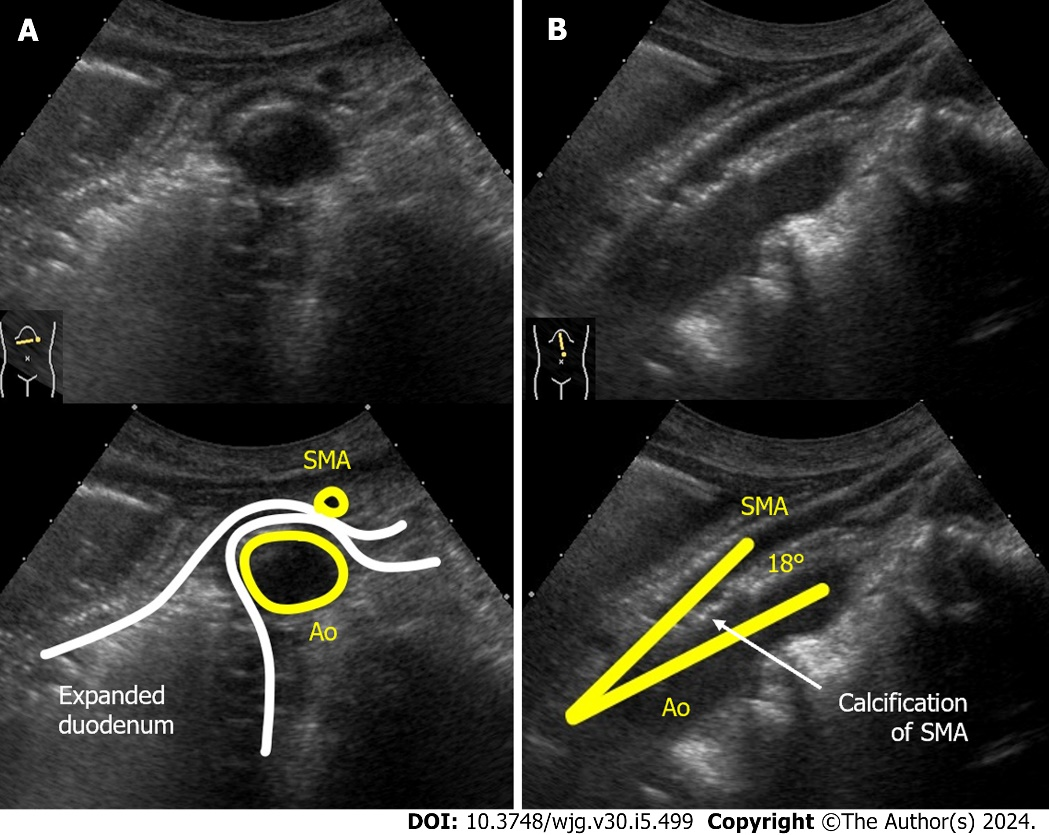 A
B
SMA
Ao
Expanded
duodenum
SMA
18°
Ao
Calcification
of SMA
DOI: 10.3748/wjg.v30.i5.499 Copyright ©The Author(s) 2024.